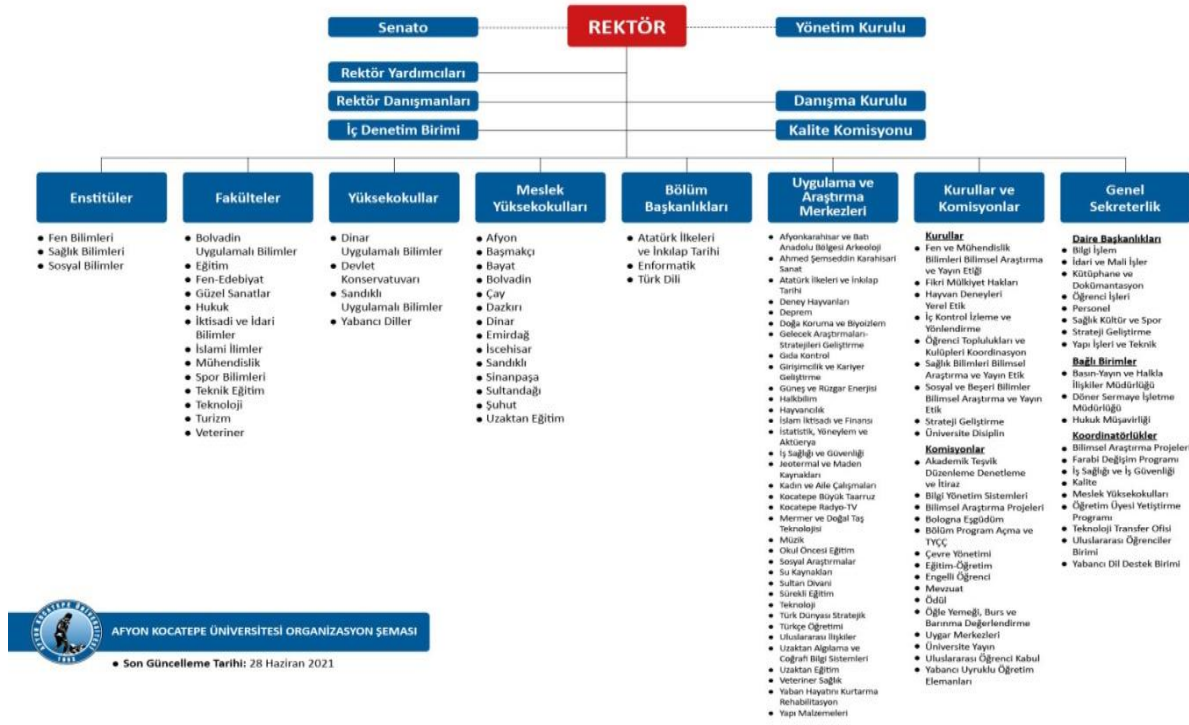 Senato
REKTÖR
Yönetim Kurulu
Rektör Yardımcıları
Rektör Danışmanları
Danışma Kurulu
İç Denetim Birimi
Kalite Komisyonu
Enstitüler
• Fen Bilimleri
• Sağlık Bilimleri
• Sosyal Bilimler
Fakülteler
• Bolvadin
Uygulamalı Bilimler
• Eğitim
• Fen-Edebiyat
• Güzel Sanatlar
• Hukuk
• İktisadi ve İdari
Bilimler
• İslami İlimler
• Mühendislik
• Spor Bilimleri
• Teknik Eğitim
• Teknoloji
• Turizm
• Veteriner
Yüksekokullar
• Dinar
Uygulamalı Bilimler
• Devlet
Konservatuvarı
• Sandıklı
Uygulamalı Bilimler
• Yabancı Diller
Meslek
Yüksekokulları
• Afyon
• Başmakçı
• Bayat
• Bolvadin
• Çay
• Dazkırı
• Dinar
• Emirdağ
• İscehisar
• Sandıklı
• Sinanpaşa
• Sultandağı
• Şuhut
• Uzaktan Eğitim
Bölüm
Başkanlıkları
• Atatürk İlkeleri
ve İnkılap Tarihi
• Enformatik
• Türk Dili
Uygulama ve
Araştırma
Merkezleri
• Afyonkarahisar ve Batı
Anadolu Bölgesi Arkeoloji
• Ahmed Şemseddin Karahisari
Sanat
• Atatürk İlkeleri ve İnkılap
Tarihi
• Deney Hayvanları
• Deprem
• Doğa Koruma ve Biyoizlem
• Gelecek Araştırmaları-
Stratejileri Geliştirme
• Gıda Kontrol
• Girişimcilik ve Kariyer
Geliştirme
• Güneş ve Rüzgar Enerjisi
• Halkbilim
• Hayvancılık
• İslam İktisadi ve Finansı
• İstatistik, Yöneylem ve
Aktüerya
• İş Sağlığı ve Güvenliği
• Jeotermal ve Maden
Kaynakları
• Kadın ve Aile Çalışmaları
• Kocatepe Büyük Taarruz
• Kocatepe Radyo-TV
• Mermer ve Doğal Taş
Teknolojisi
• Müzik
• Okul Öncesi Eğitim
• Sosyal Araştırmalar
• Su Kaynakları
• Sultan Divani
• Sürekli Eğitim
• Teknoloji
• Türk Dünyası Stratejik
• Türkçe Öğretimi
• Uluslararası İlişkiler
• Uzaktan Algılama ve
Coğrafi Bilgi Sistemleri
• Uzaktan Eğitim
• Veteriner Sağlık
• Yaban Hayatını Kurtarma
Rehabilitasyon
• Yapı Malzemeleri
Kurullar ve
Komisyonlar
Kurullar
• Fen ve Mühendislik
Bilimleri Bilimsel Araştırma
ve Yayın Etiği
• Fikri Mülkiyet Hakları
• Hayvan Deneyleri
Yerel Etik
• İç Kontrol İzleme ve
Yönlendirme
• Öğrenci Toplulukları ve
Kulüpleri Koordinasyon
• Sağlık Bilimleri Bilimsel
Araştırma ve Yayın Etik
• Sosyal ve Beşeri Bilimler
Bilimsel Araştırma ve Yayın
Etik
• Strateji Geliştirme
• Üniversite Disiplin
Komisyonlar
• Akademik Teşvik
Düzenleme Denetleme
ve İtiraz
• Bilgi Yönetim Sistemleri
• Bilimsel Araştırma Projeleri
• Bologna Eşgüdüm
• Bölüm Program Açma ve
TYÇÇ
• Çevre Yönetimi
• Eğitim-Öğretim
• Engelli Öğrenci
• Mevzuat
• Ödül
• Öğle Yemeği, Burs ve
Barınma Değerlendirme
• Uygar Merkezleri
• Üniversite Yayın
• Uluslararası Öğrenci Kabul
• Yabancı Uyruklu Öğretim
Elemanları
Genel
Sekreterlik
Daire Başkanlıkları
• Bilgi İşlem
• İdari ve Mali İşler
• Kütüphane ve
Dokümantasyon
• Öğrenci İşleri
• Personel
• Sağlık Kültür ve Spor
• Strateji Geliştirme
• Yapı İşleri ve Teknik
Bağlı Birimler
• Basın-Yayın ve Halkla
İlişkiler Müdürlüğü
• Döner Sermaye İşletme
Müdürlüğü
• Hukuk Müşavirliği
Koordinatörlükler
• Bilimsel Araştırma Projeleri
• Farabi Değişim Programı
• İş Sağlığı ve İş Güvenliği
• Kalite
• Meslek Yüksekokulları
• Öğretim Üyesi Yetiştirme
Programı
• Teknoloji Transfer Ofisi
• Uluslararası Öğrenciler
Birimi
• Yabancı Dil Destek Birimi
AFYON KOCATEPE ÜNİVERSİTESİ
1992
AFYON KOCATEPE ÜNİVERSİTESİ ORGANİZASYON ŞEMASI
• Son Güncelleme Tarihi: 28 Haziran 2021